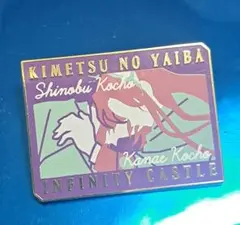 KIMETSU NO YAIBA
Shinobu Kocho
Kanae Kocho
INFINITY CASTLE